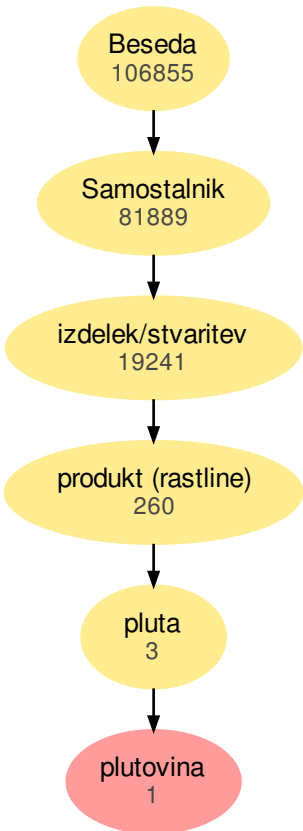 Beseda
106855
Samostalnik
81889
izdelek/stvaritev
19241
produkt (rastline)
260
pluta
3
plutovina
1